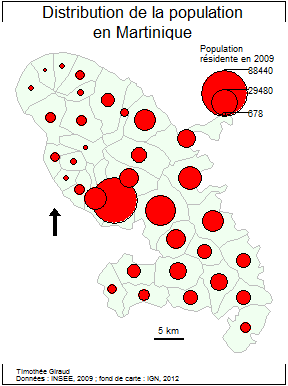 Distribution de la population
en Martinique
Population
résidente en 2009
88440
29480
678
5 km
Timothée Giraud
Données : INSEE, 2009 ; fond de carte : IGN, 2012